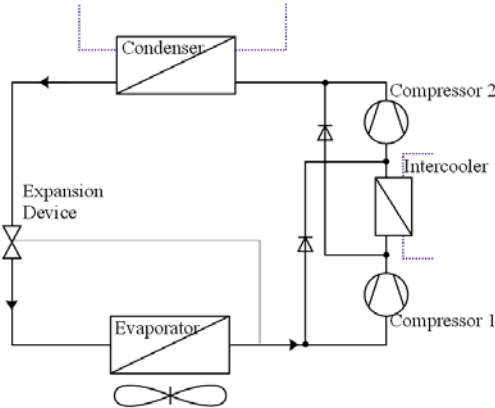 Condenser
Compressor 2
Intercooler
Expansion
Device
Evaporator
Compressor 1